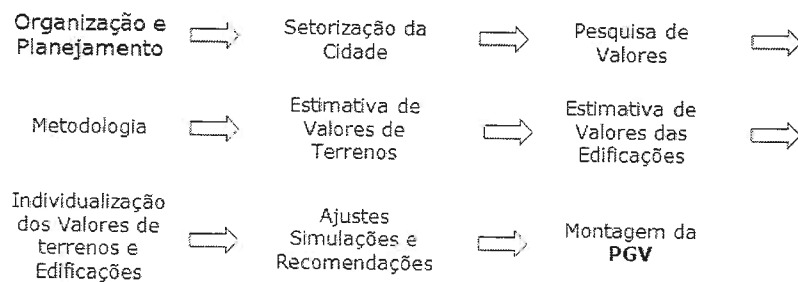 Organização e
Planejamento
Setorização da
Cidade
Pesquisa de
Valores
Metodologia
Estimativa de
Valores de
Terrenos
Estimativa de
Valores das
Edificações
Individualização
dos Valores de
terrenos e
Edificações
Ajustes
Simulações e
Recomendações
Montagem da
PGV